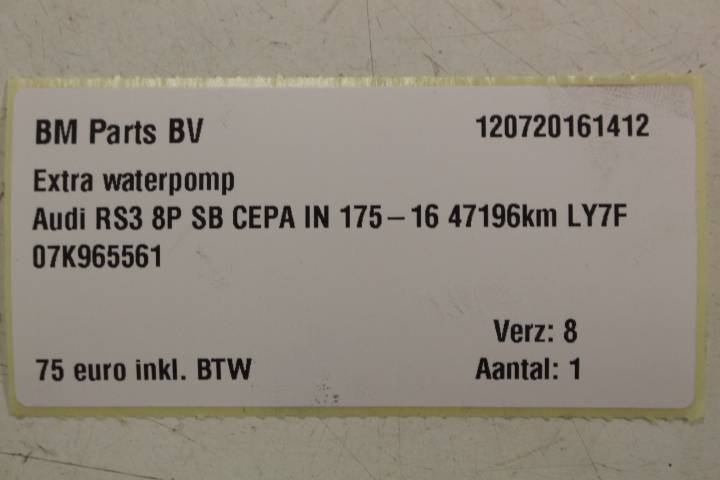 BM Parts BV 120720161412
Extra waterpomp
Audi RS3 8P SB CEPA IN 175–16 47196km LY7F
07K965561
Verz: 8
75 euro inkl. BTW Aantal: 1